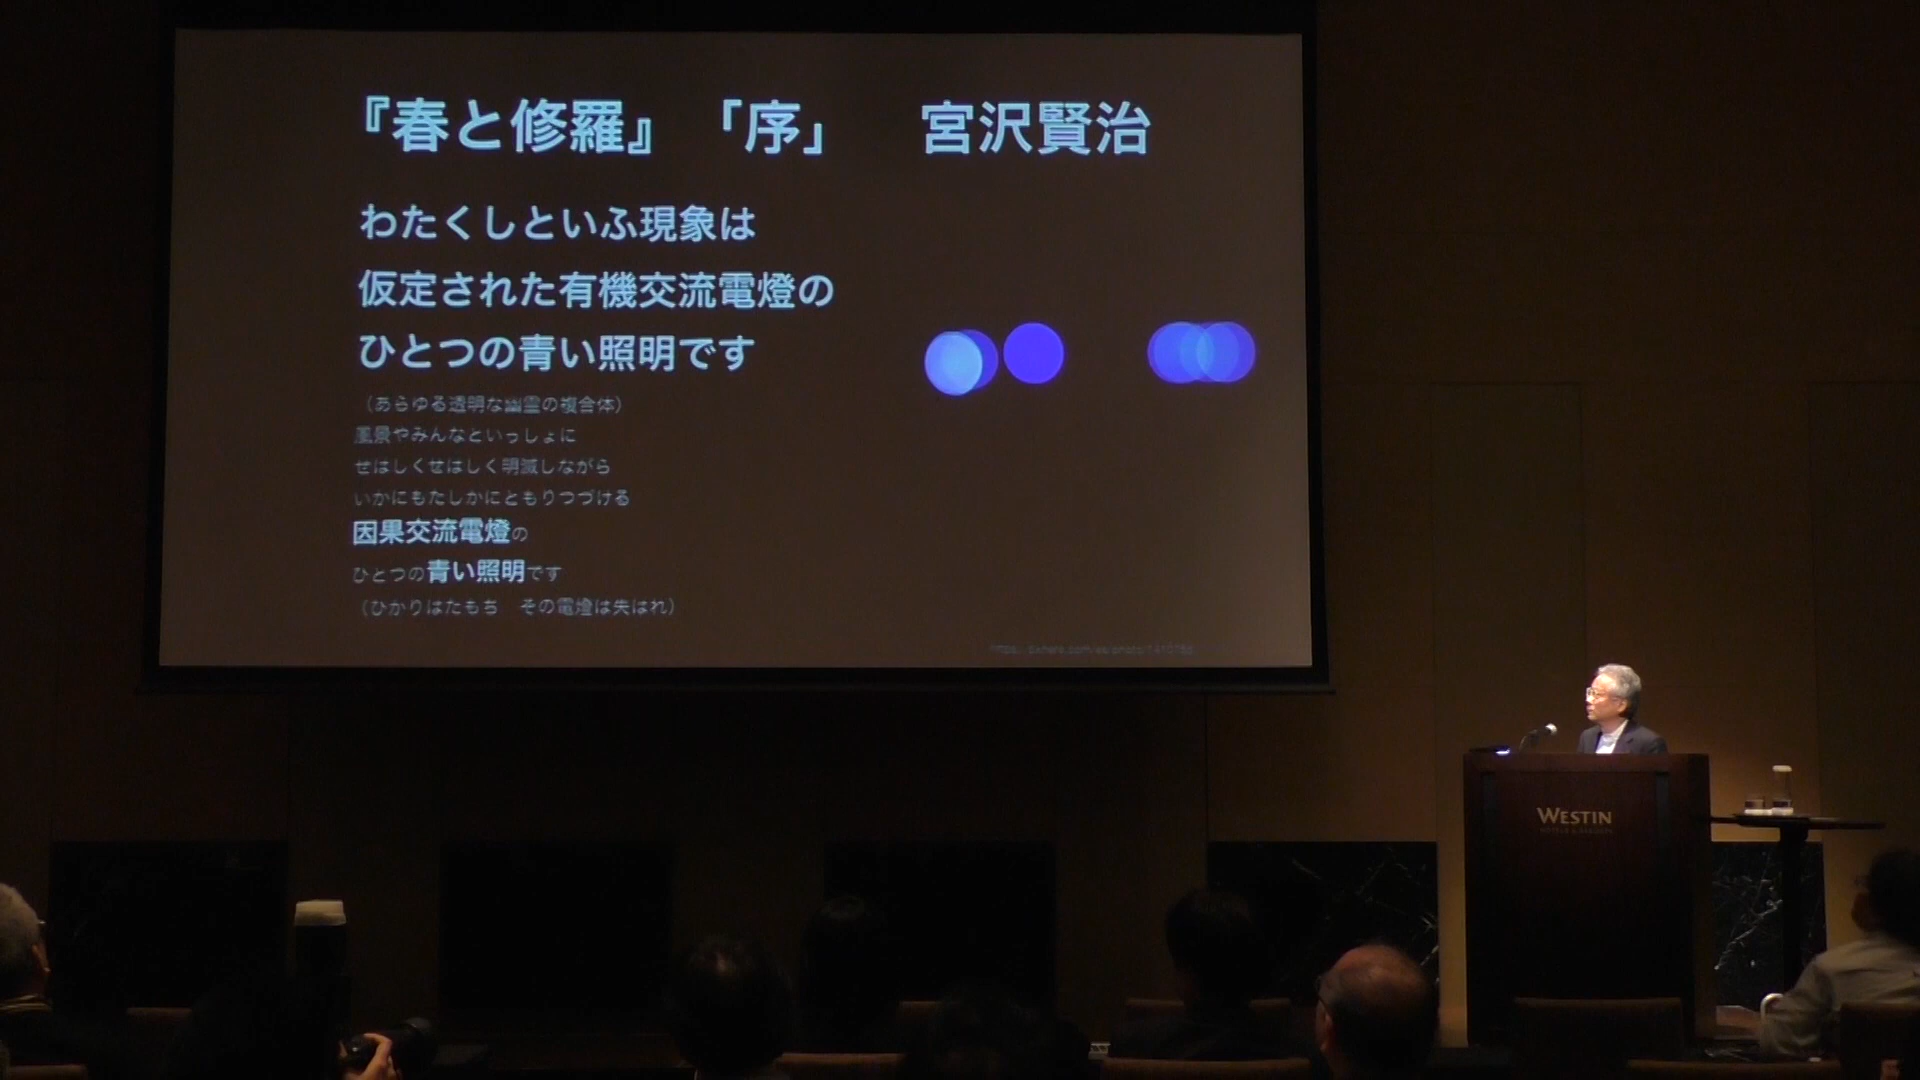 『春と修羅』「序」　宮沢賢治
わたくしといふ現象は
仮定された有機交流電燈の
ひとつの青い照明です
（あらゆる透明な幽霊の複合体）
風景やみんなといっしょに
せはしくせはしく明滅しながら
いかにもたしかにともりつづける
因果交流電燈の
ひとつの青い照明です
（ひかりはたもち　その電燈は失はれ）
WESTIN